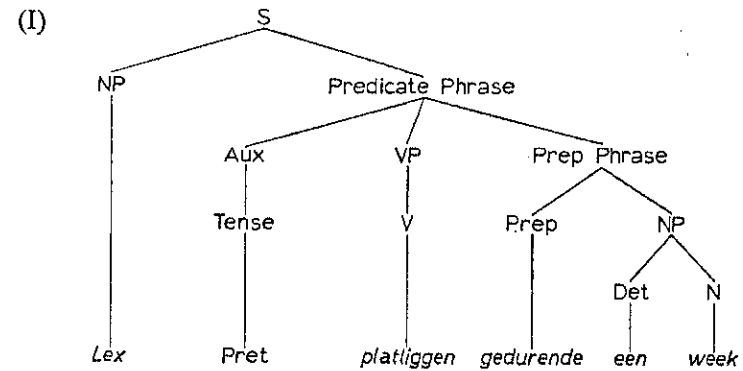 (I) S
NP Predicate Phrase
Aux VP Prep Phrase
Tense V Prep NP
Det N
Lex Pret platliggen gedurende een week